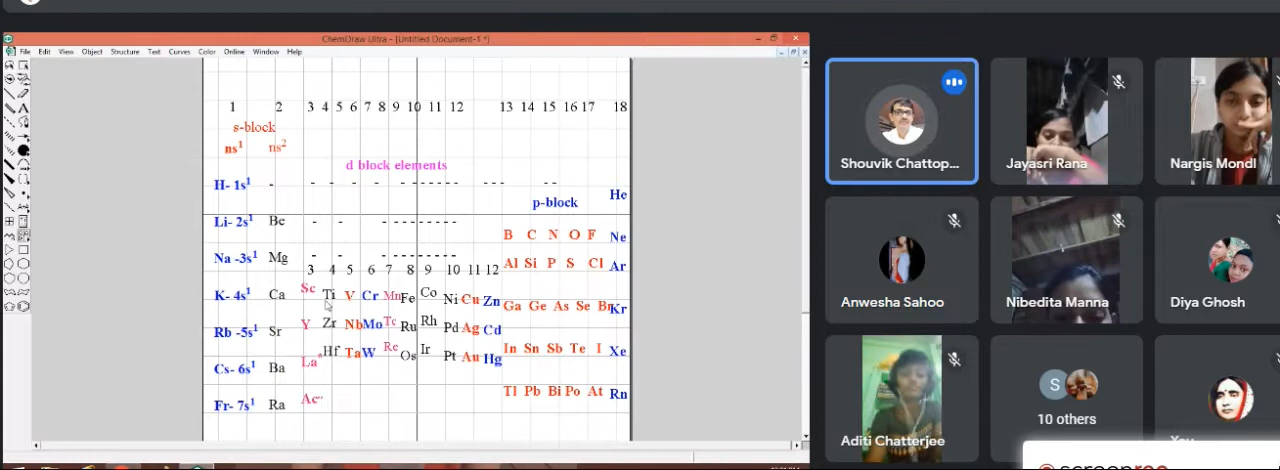 ChemDraw Ultra - [Untitled Document-1 *]
File Edit View Object Structure Text Curves Color Online Window Help
1 2 3 4 5 6 7 8 9 10 11 12 13 14 15 16 17 18
s-block
ns¹ ns²
d block elements
H- 1s¹ - - - - - - - - - - - - - - - He
p-block
Li- 2s¹ Be - - - - - - - - - - B C N O F Ne
Na -3s¹ Mg - - - - - - - - - - Al Si P S Cl Ar
3 4 5 6 7 8 9 10 11 12
K- 4s¹ Ca Sc Ti V Cr Mn Fe Co Ni Cu Zn Ga Ge As Se Br Kr
Rb -5s¹ Sr Y Zr Nb Mo Tc Ru Rh Pd Ag Cd In Sn Sb Te I Xe
Cs- 6s¹ Ba La* Hf Ta W Re Os Ir Pt Au Hg Tl Pb Bi Po At Rn
Fr- 7s¹ Ra Ac**
Shouvik Chattop...
Jayasri Rana
Nargis Mondl
Anwesha Sahoo
Nibedita Manna
Diya Ghosh
Aditi Chatterjee
S
10 others
You